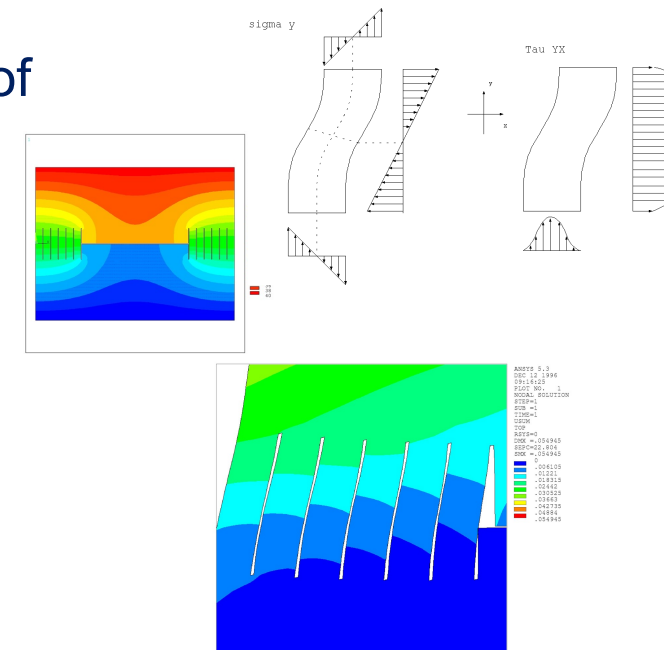 of
sigma y
Tau YX
y
x
ANSYS 5.3
DEC 12 1996
09:16:25
PLOT NO. 1
NODAL SOLUTION
STEP=1
SUB =1
TIME=1
USUM
TOP
RSYS=0
DMX =.054945
SEPC=22.804
SMX =.054945
0
.006105
.01221
.018315
.02442
.030525
.03663
.042735
.04884
.054945